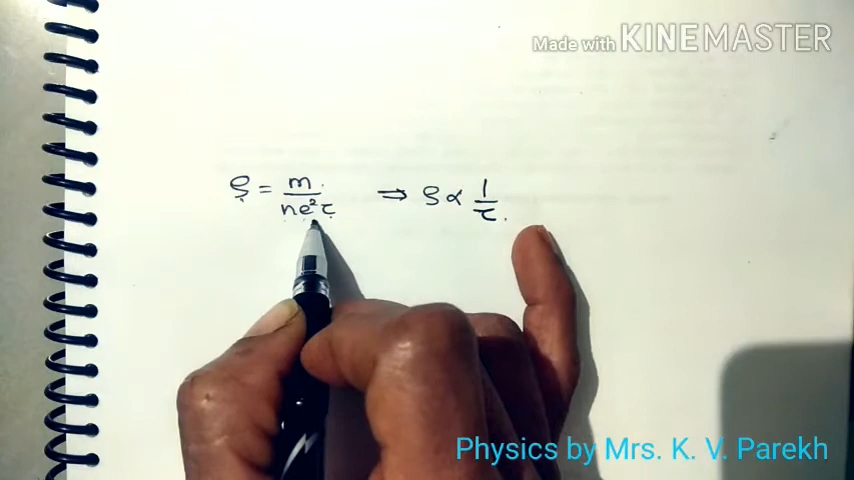 Made with KINEMASTER
ρ = m / ne²τ ⇒ ρ ∝ 1 / τ.
Physics by Mrs. K. V. Parekh